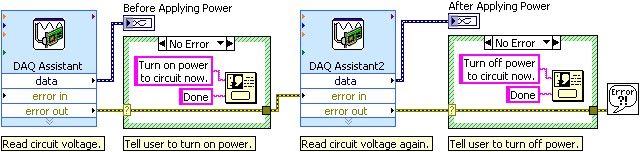 Before Applying Power
After Applying Power
DAQ Assistant
data
error in
error out
No Error
Turn on power
to circuit now.
Done
DAQ Assistant2
data
error in
error out
No Error
Turn off power
to circuit now.
Done
Error
?!
Read circuit voltage.
Tell user to turn on power.
Read circuit voltage again.
Tell user to turn off power.